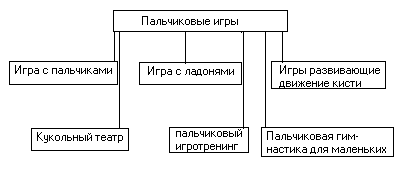 Пальчиковые игры
Игра с пальчиками
Игра с ладонями
Игры развивающие
движение кисти
Кукольный театр
пальчиковый
игротренинг
Пальчиковая гим-
настика для маленьких